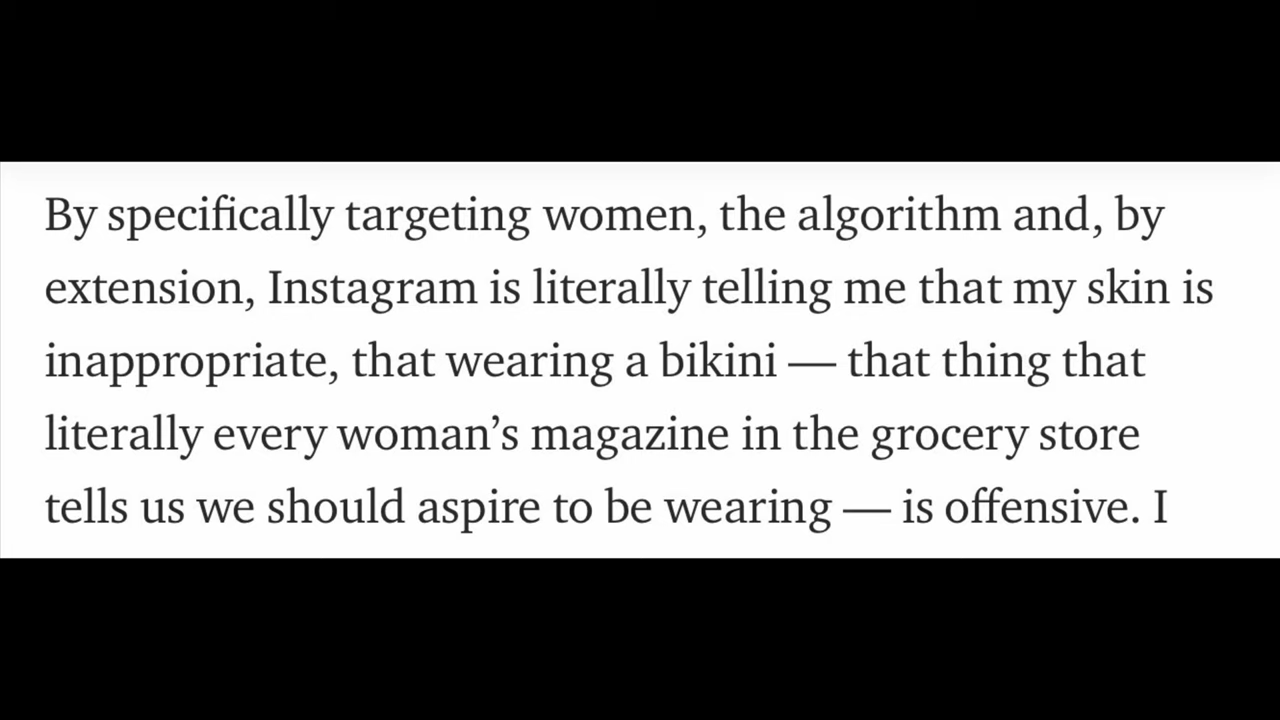 By specifically targeting women, the algorithm and, by
extension, Instagram is literally telling me that my skin is
inappropriate, that wearing a bikini — that thing that
literally every woman’s magazine in the grocery store
tells us we should aspire to be wearing — is offensive. I